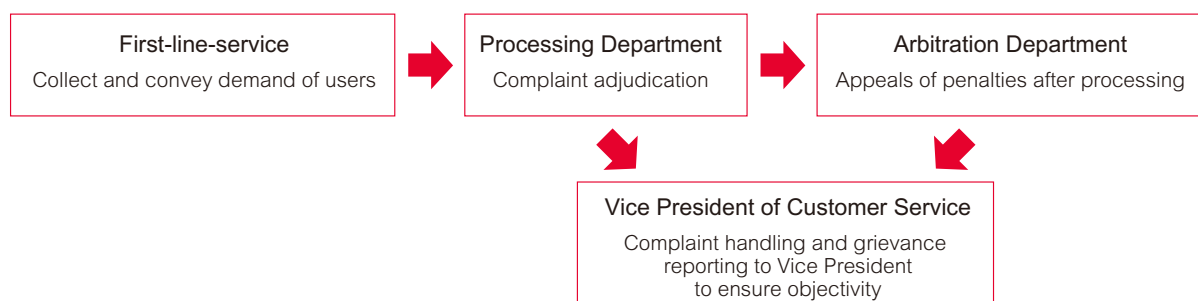 First-line-service
Collect and convey demand of users
Processing Department
Complaint adjudication
Arbitration Department
Appeals of penalties after processing
Vice President of Customer Service
Complaint handling and grievance
reporting to Vice President
to ensure objectivity